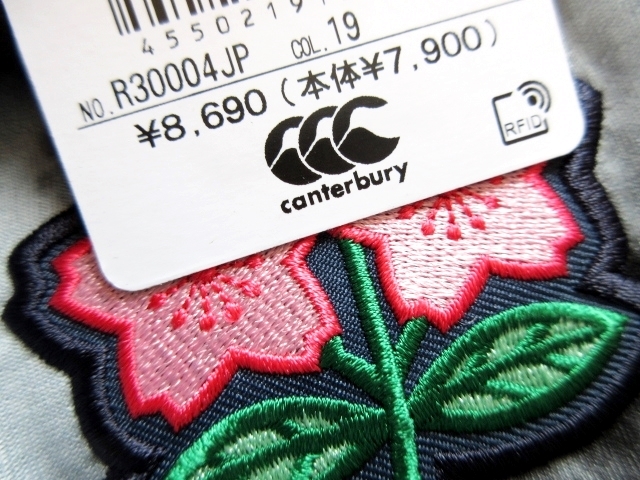 4550219
NO. R30004JP COL. 19
¥8,690 (本体¥7,900)
canterbury
RFID